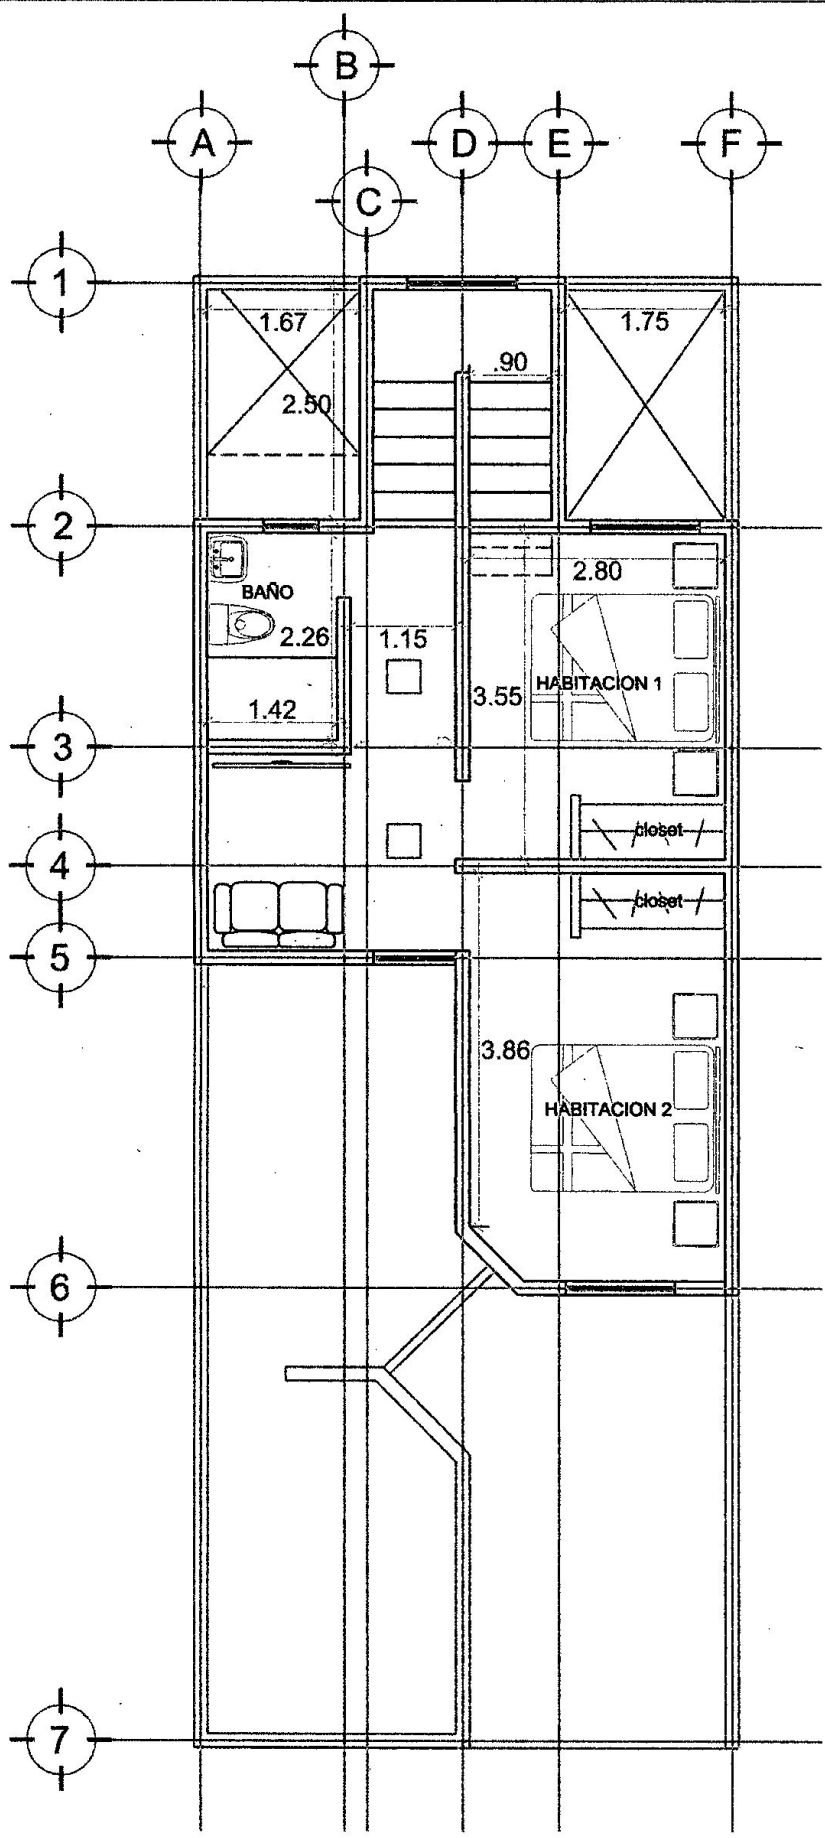 B
A
D
E
F
C
1
1.67
1.75
.90
2.50
2
2.80
BAÑO
2.26
1.15
HABITACION 1
3.55
1.42
3
closet
4
closet
5
3.86
HABITACION 2
6
7